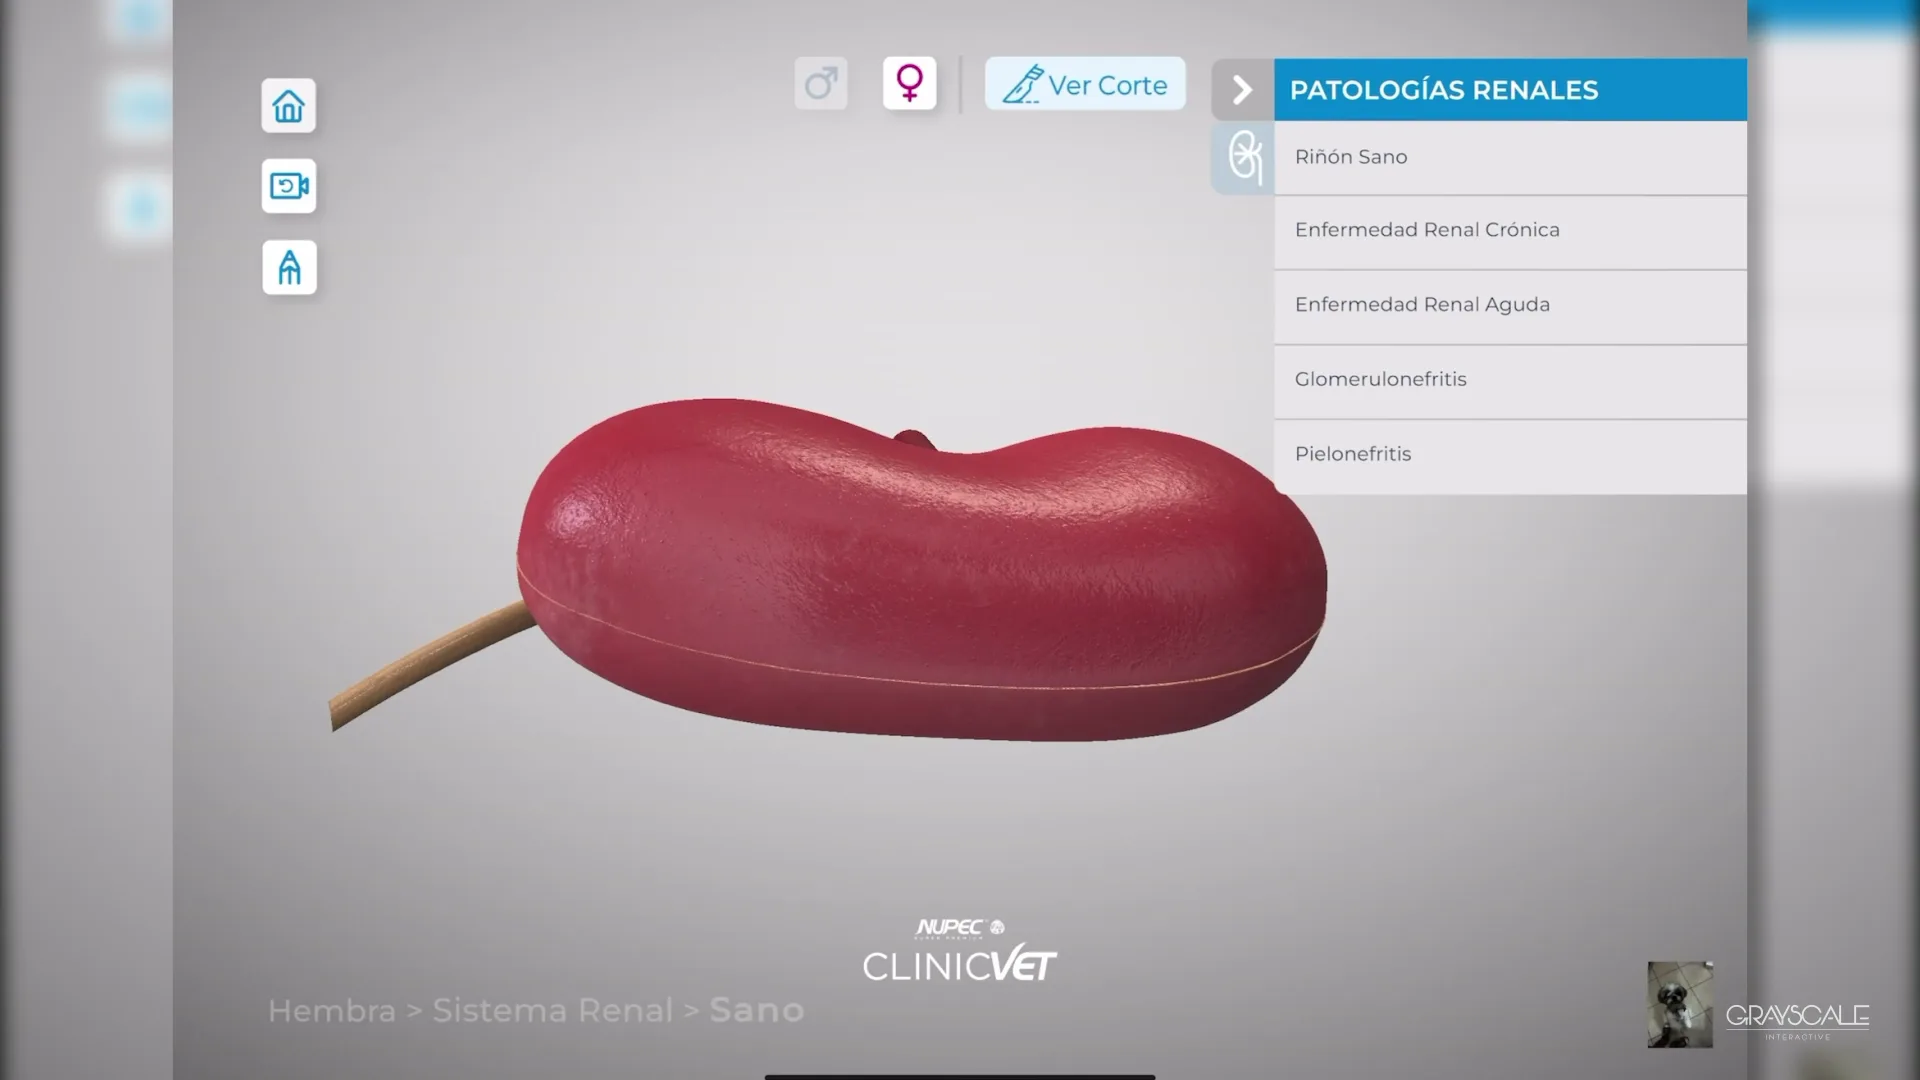 Ver Corte
PATOLOGÍAS RENALES
Riñón Sano
Enfermedad Renal Crónica
Enfermedad Renal Aguda
Glomerulonefritis
Pielonefritis
NUPEC
CLINICVET
Hembra > Sistema Renal > Sano
GRAYSCALE
INTERACTIVE